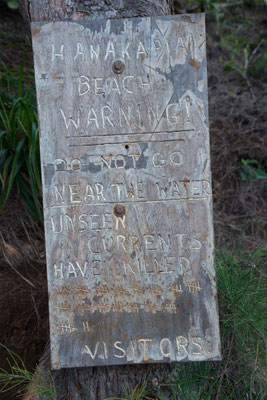 HANAKAPIAI
BEACH
WARNING!
DO NOT GO
NEAR THE WATER
UNSEEN
CURRENTS
HAVE KILLED
VISITORS